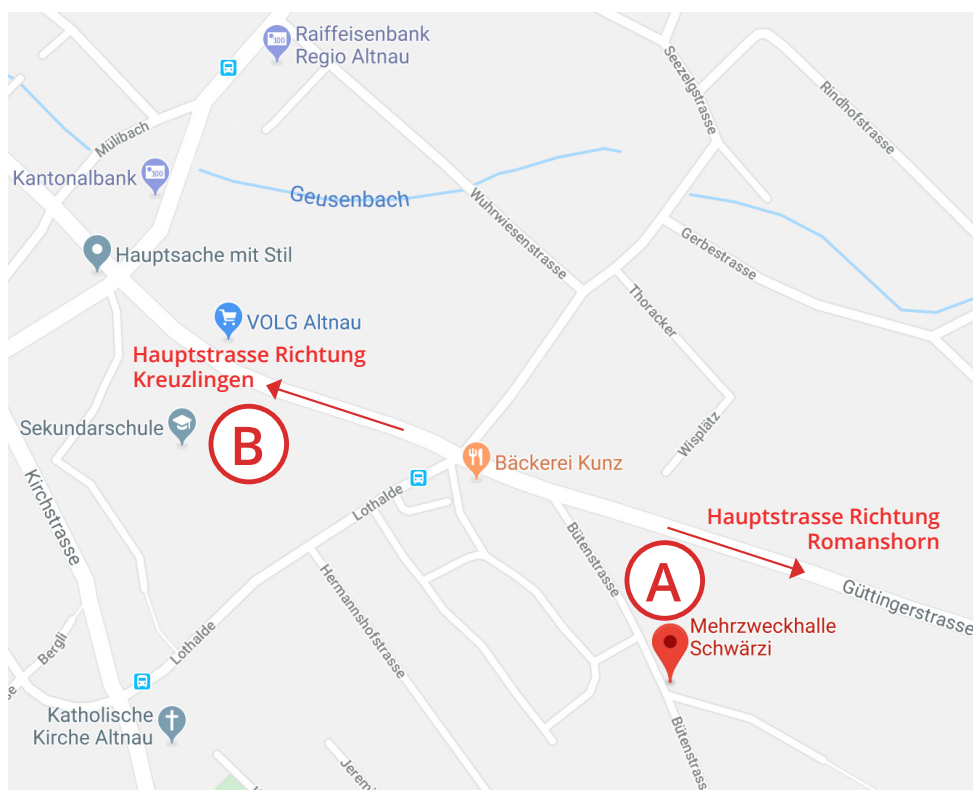 Raiffeisenbank
Regio Altnau
Seezelgstrasse
Rindhofstrasse
Mülibach
Kantonalbank
Geusenbach
Wuhrwiesenstrasse
Gerbestrasse
Hauptsache mit Stil
Thoracker
VOLG Altnau
Hauptstrasse Richtung
Kreuzlingen
Sekundarschule
B
Wisplätz
Bäckerei Kunz
Lothalde
Kirchstrasse
Hauptstrasse Richtung
Romanshorn
Bütenstrasse
A
Güttingerstrasse
Hermannshofstrasse
Mehrzweckhalle
Schwärzi
Bergli
Lothalde
Katholische
Kirche Altnau
Bütenstrass
Jeremi